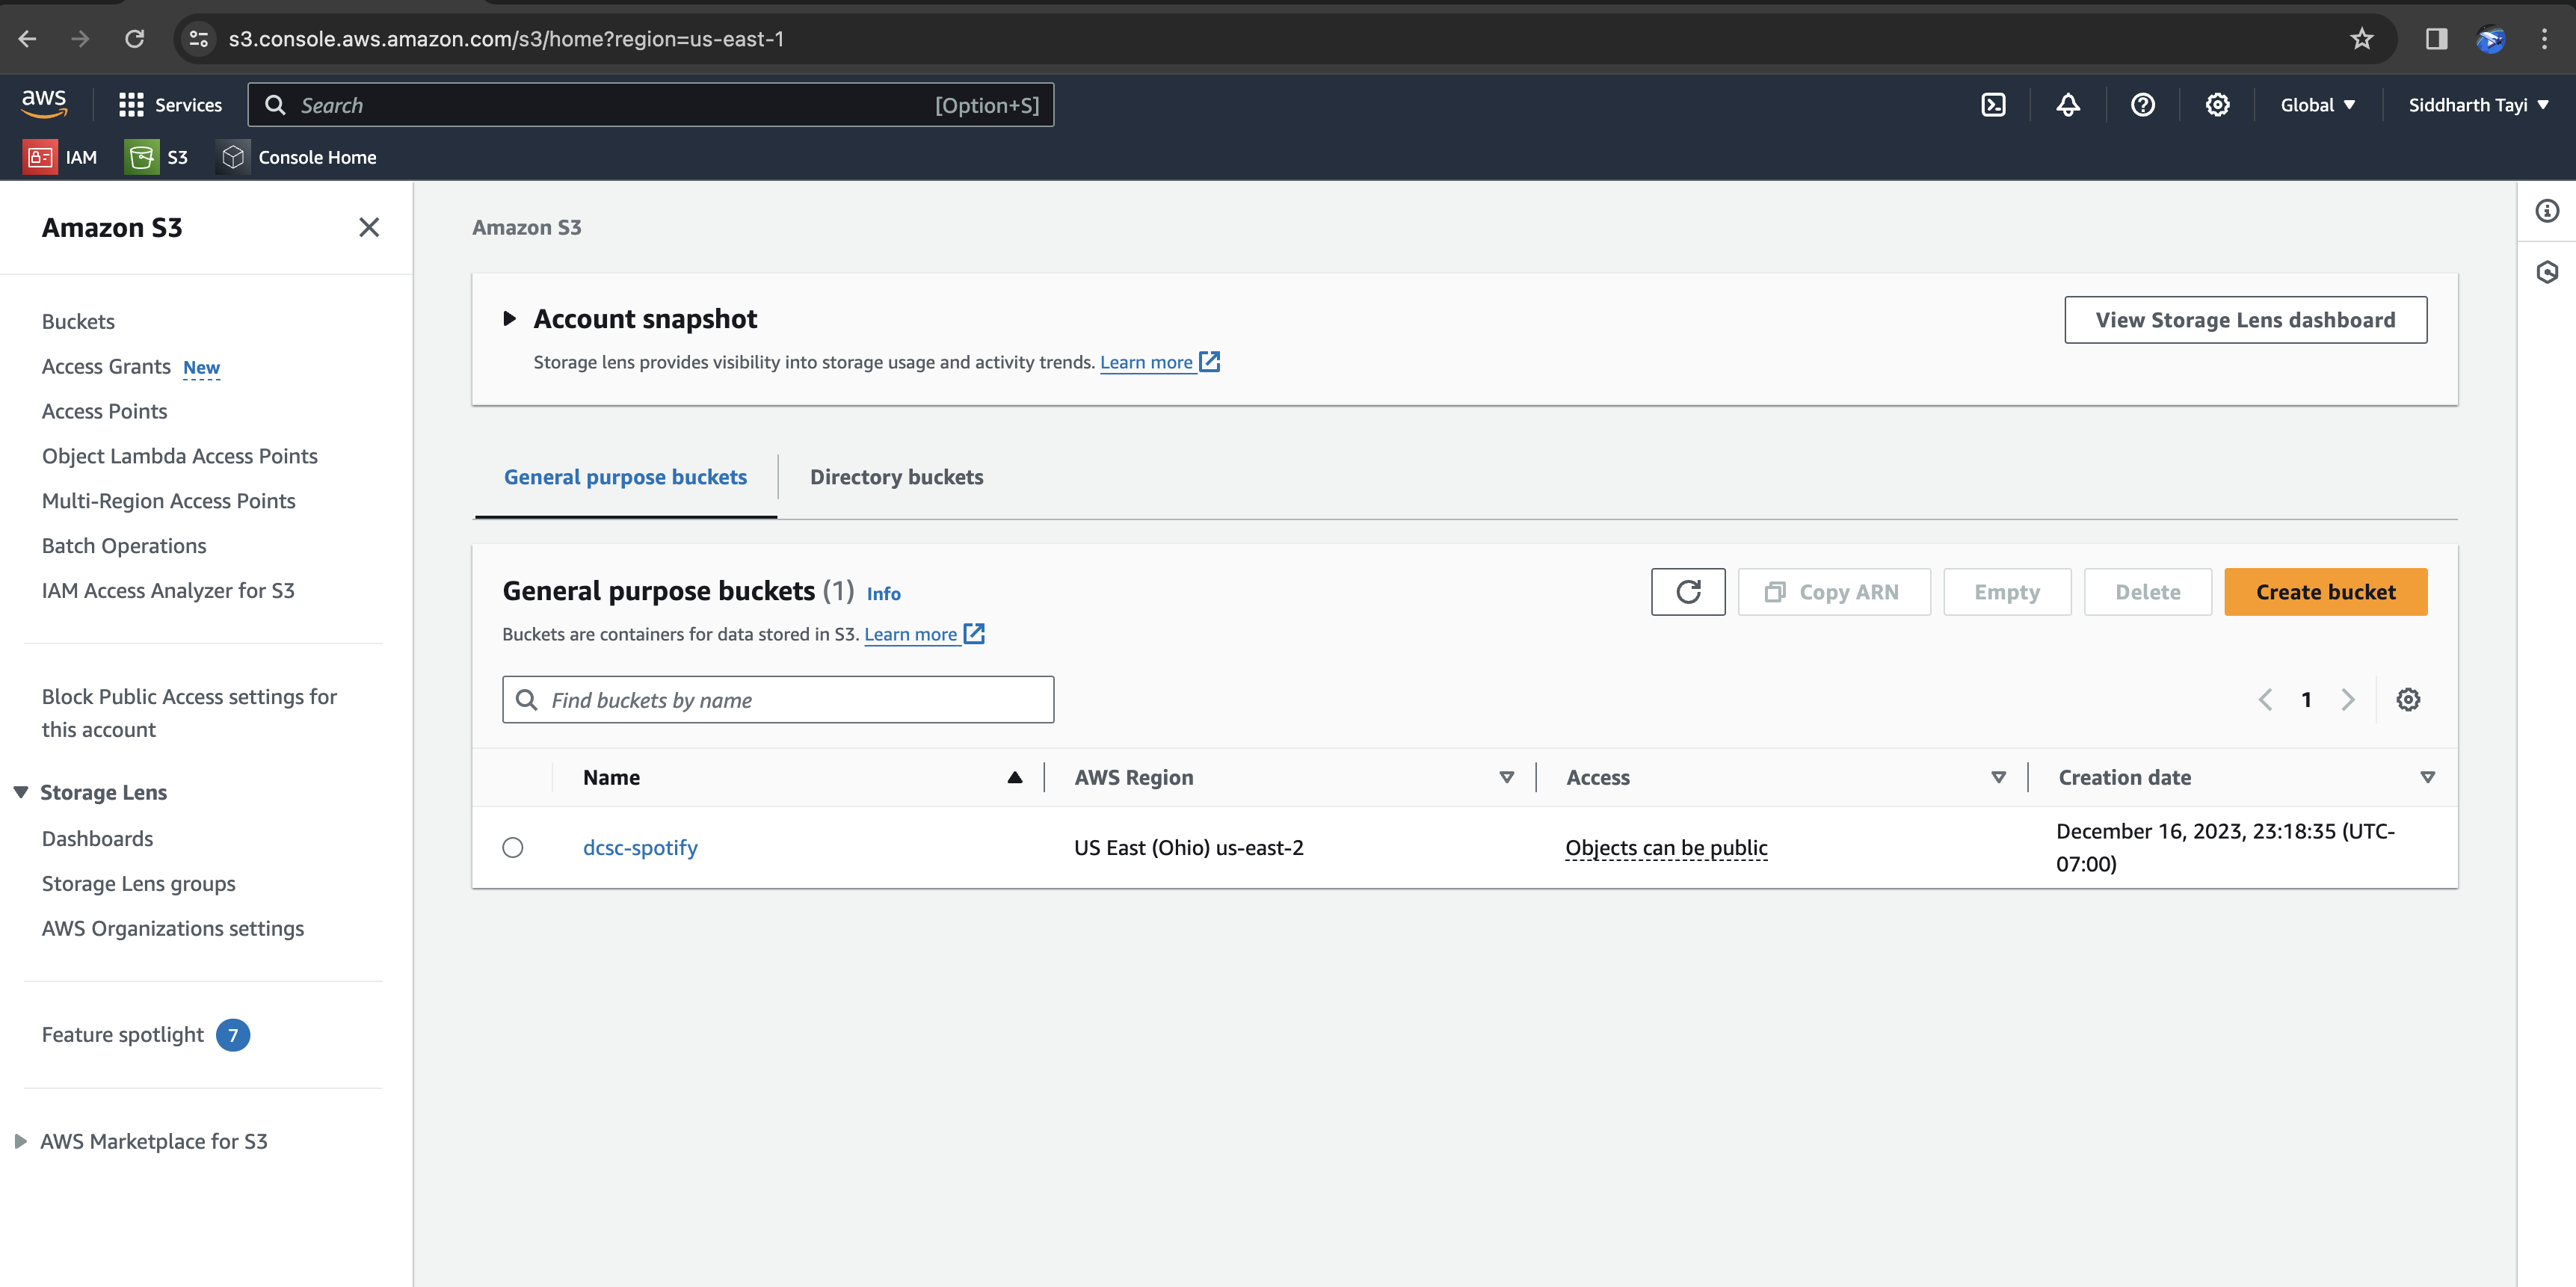 s3.console.aws.amazon.com/s3/home?region=us-east-1
aws
Services
Search
[Option+S]
Global
Siddharth Tayi
IAM
S3
Console Home
Amazon S3
Buckets
Access Grants New
Access Points
Object Lambda Access Points
Multi-Region Access Points
Batch Operations
IAM Access Analyzer for S3
Block Public Access settings for
this account
Storage Lens
Dashboards
Storage Lens groups
AWS Organizations settings
Feature spotlight 7
AWS Marketplace for S3
Amazon S3
Account snapshot
View Storage Lens dashboard
Storage lens provides visibility into storage usage and activity trends. Learn more
General purpose buckets
Directory buckets
General purpose buckets (1) Info
Copy ARN
Empty
Delete
Create bucket
Buckets are containers for data stored in S3. Learn more
Find buckets by name
1
Name
AWS Region
Access
Creation date
dcsc-spotify
US East (Ohio) us-east-2
Objects can be public
December 16, 2023, 23:18:35 (UTC-
07:00)